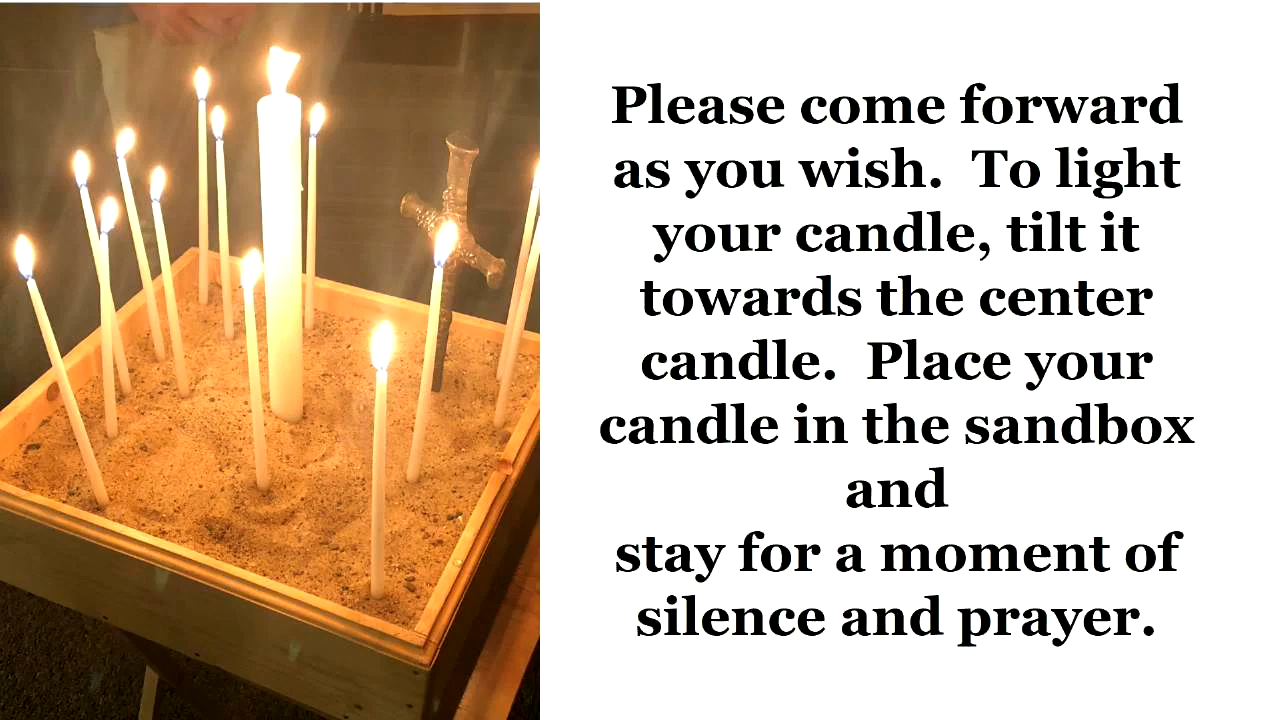 Please come forward
as you wish.  To light
your candle, tilt it
towards the center
candle.  Place your
candle in the sandbox
and
stay for a moment of
silence and prayer.